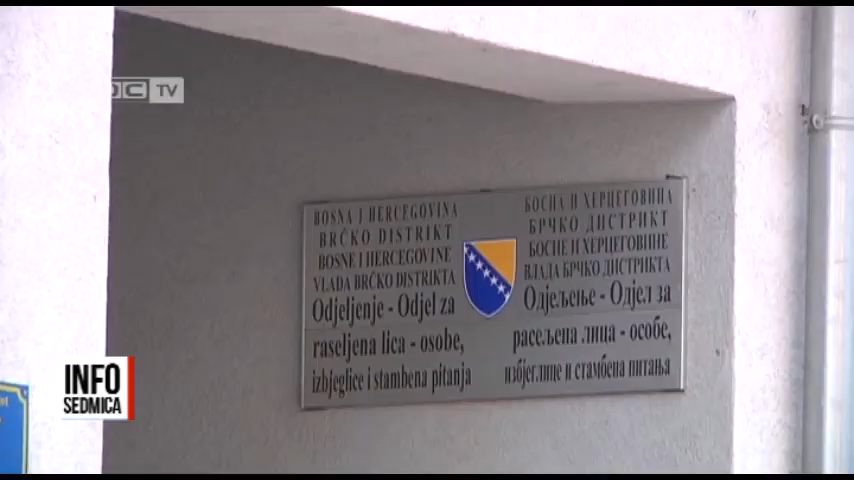 TV
BOSNA I HERCEGOVINA
BRČKO DISTRIKT
BOSNE I HERCEGOVINE
VLADA BRČKO DISTRIKTA
Odjeljenje - Odjel za
raseljena lica - osobe,
izbjeglice i stambena pitanja
БОСНА И ХЕРЦЕГОВИНА
БРЧКО ДИСТРИКТ
БОСНЕ И ХЕРЦЕГОВИНЕ
ВЛАДА БРЧКО ДИСТРИКТА
Одјељење - Одјел за
расељена лица - особе,
избјеглице и стамбена питања
INFO
SEDMICA